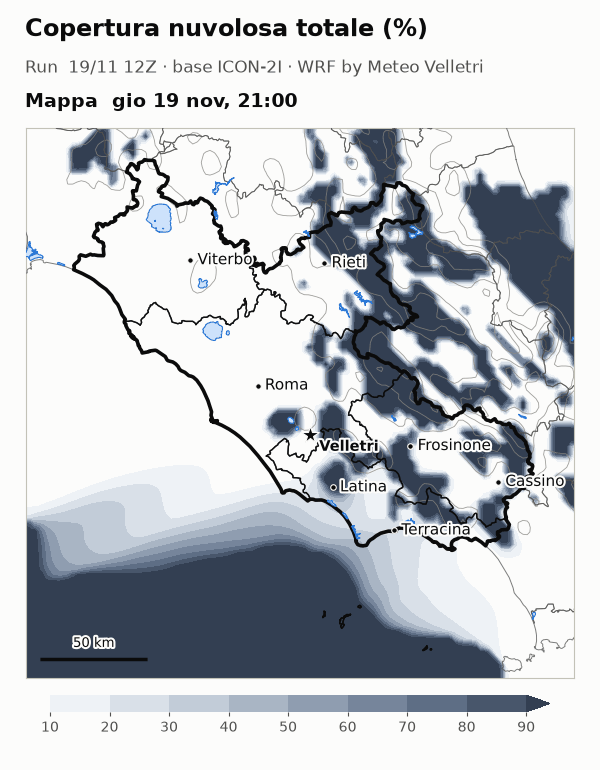 Copertura nuvolosa totale (%)
Run  19/11 12Z · base ICON-2I · WRF by Meteo Velletri
Mappa  gio 19 nov, 21:00
Viterbo
Rieti
Roma
Velletri
Frosinone
Latina
Cassino
Terracina
50 km
10 20 30 40 50 60 70 80 90